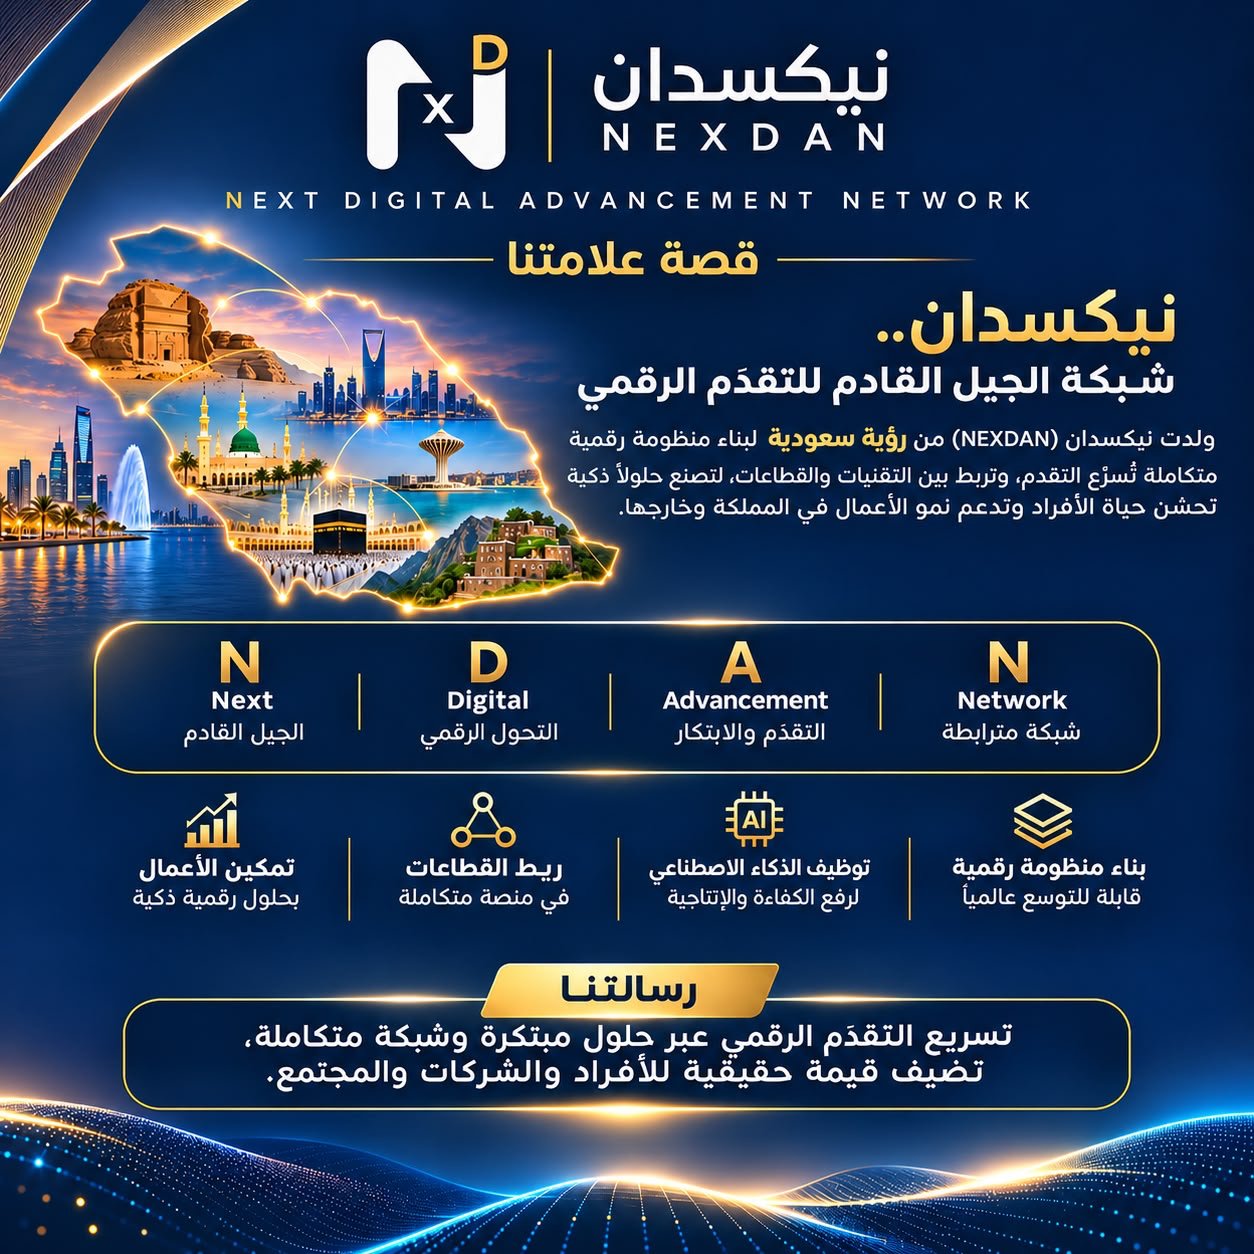 NxD
نيكسدان
NEXDAN
NEXT DIGITAL ADVANCEMENT NETWORK
قصة علامتنا
نيكسدان..
شبكة الجيل القادم للتقدَم الرقمي
ولدت نيكسدان (NEXDAN) من رؤية سعودية لبناء منظومة رقمية
متكاملة تُسرْع التقدم، وتربط بين التقنيات والقطاعات، لتصنع حلولاً ذكية
تحشن حياة الأفراد وتدعم نمو الأعمال في المملكة وخارجها.
N
Next
الجيل القادم
D
Digital
التحول الرقمي
A
Advancement
التقدَم والابتكار
N
Network
شبكة مترابطة
بناء منظومة رقمية
قابلة للتوسع عالمياً
AI
توظيف الذكاء الاصطناعي
لرفع الكفاءة والإنتاجية
ربط القطاعات
في منصة متكاملة
تمكين الأعمال
بحلول رقمية ذكية
رسالتنا
تسريع التقدَم الرقمي عبر حلول مبتكرة وشبكة متكاملة،
تضيف قيمة حقيقية للأفراد والشركات والمجتمع.